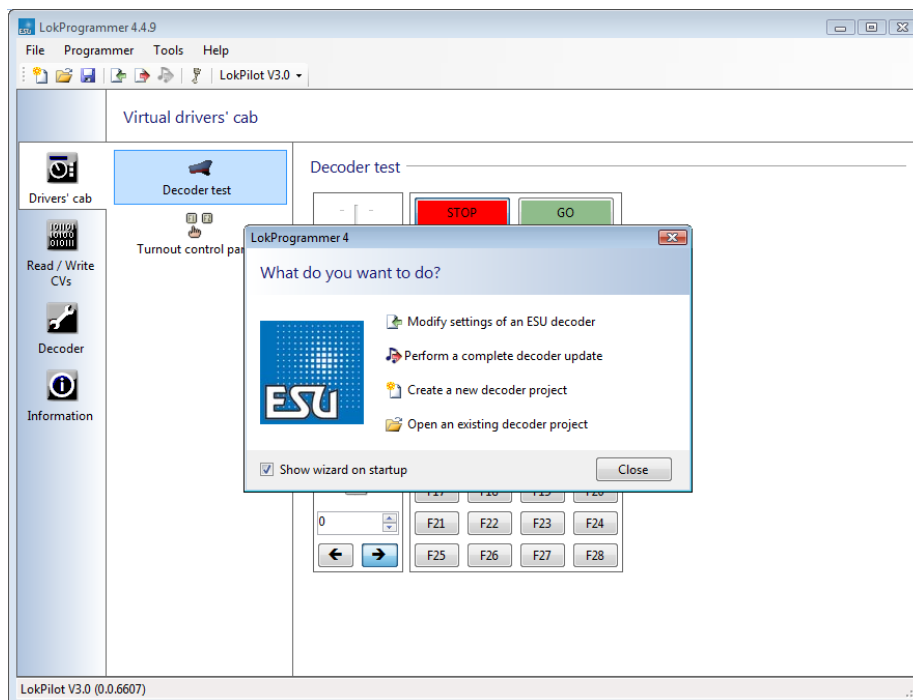 LokProgrammer 4.4.9
File Programmer Tools Help
LokPilot V3.0
Virtual drivers' cab
Drivers' cab
Read / Write
CVs
Decoder
Information
Decoder test
Turnout control
Decoder test
STOP GO
LokProgrammer 4
What do you want to do?
ESU
Modify settings of an ESU decoder
Perform a complete decoder update
Create a new decoder project
Open an existing decoder project
Show wizard on startup
Close
F17 F18 F19 F20
0
F21 F22 F23 F24
F25 F26 F27 F28
LokPilot V3.0 (0.0.6607)